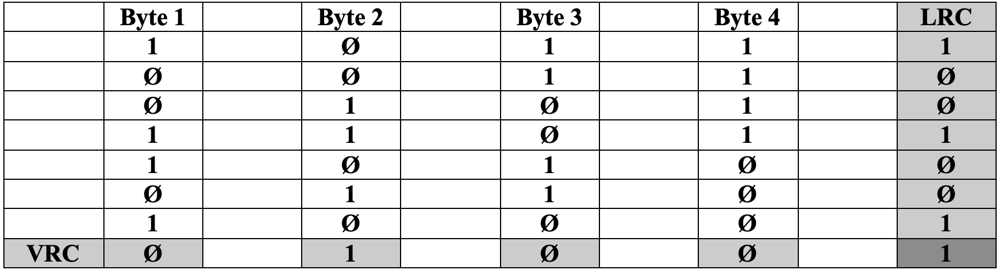 Byte 1 Byte 2 Byte 3 Byte 4 LRC
1 Ø 1 1 1
Ø Ø 1 1 Ø
Ø 1 Ø 1 Ø
1 1 Ø 1 1
1 Ø 1 Ø Ø
Ø 1 1 Ø Ø
1 Ø Ø Ø 1
VRC Ø 1 Ø Ø 1